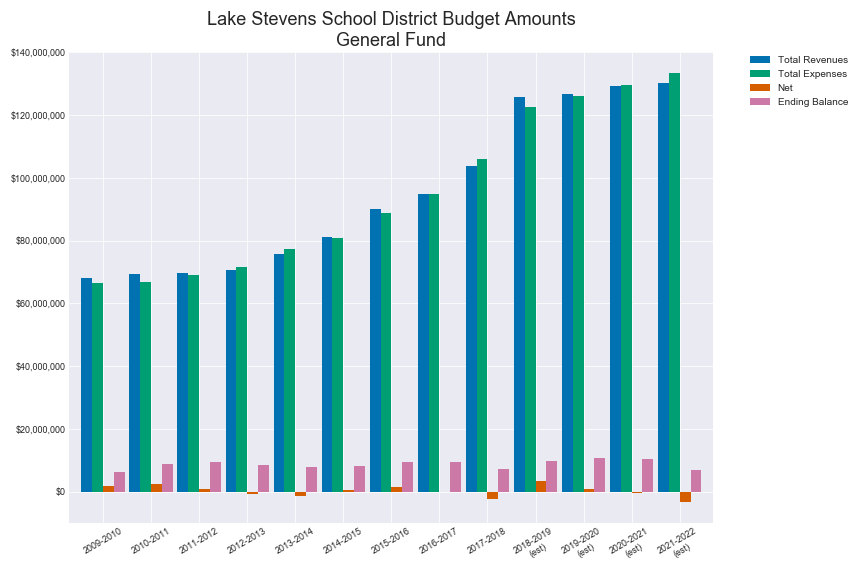 Lake Stevens School District Budget Amounts
General Fund
$140,000,000
$120,000,000
$100,000,000
$80,000,000
$60,000,000
$40,000,000
$20,000,000
$0
2009-2010
2010-2011
2011-2012
2012-2013
2013-2014
2014-2015
2015-2016
2016-2017
2017-2018
2018-2019
(est)
2019-2020
(est)
2020-2021
(est)
2021-2022
(est)
Total Revenues
Total Expenses
Net
Ending Balance